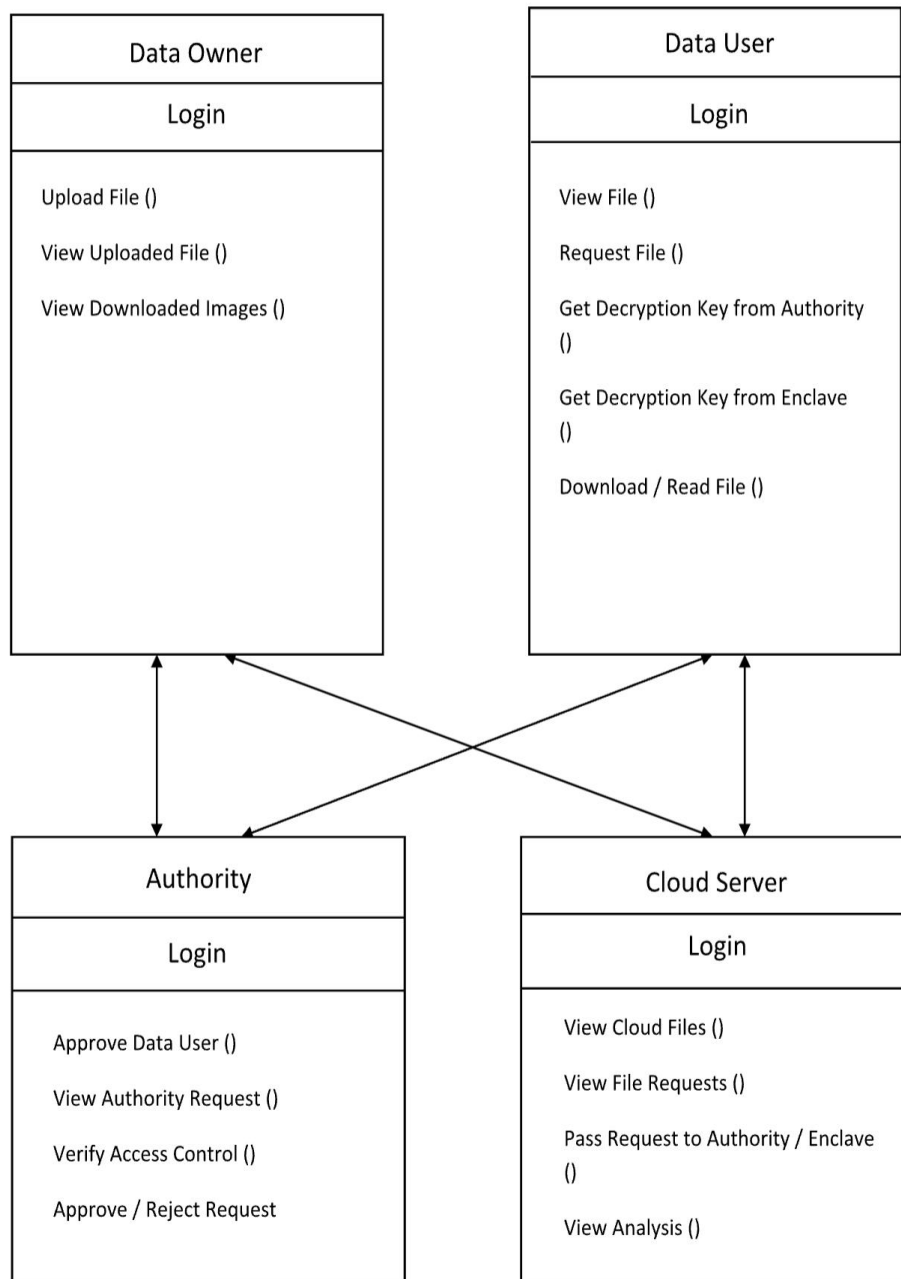 Data Owner
Login
Upload File ()
View Uploaded File ()
View Downloaded Images ()
Data User
Login
View File ()
Request File ()
Get Decryption Key from Authority
()
Get Decryption Key from Enclave
()
Download / Read File ()
Authority
Login
Approve Data User ()
View Authority Request ()
Verify Access Control ()
Approve / Reject Request
Cloud Server
Login
View Cloud Files ()
View File Requests ()
Pass Request to Authority / Enclave
()
View Analysis ()